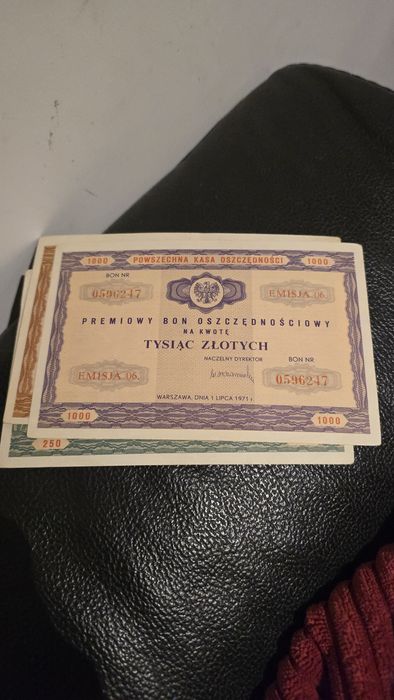 1000 POWSZECHNA KASA OSZCZĘDNOŚCI 1000
BON NR
0596247 EMISJA 06.
PREMIOWY BON OSZCZĘDNOŚCIOWY
NA KWOTĘ
TYSIĄC ZŁOTYCH
NACZELNY DYREKTOR BON NR
EMISJA 06. 0596247
WARSZAWA, DNIA 1 LIPCA 1971 r.
1000 1000
250